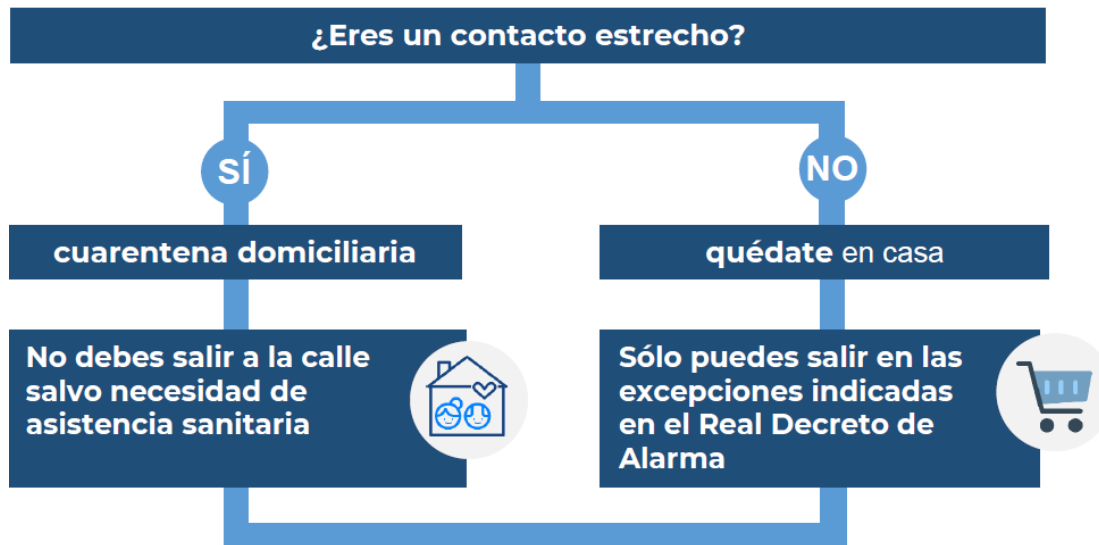 ¿Eres un contacto estrecho?
SÍ
NO
cuarentena domiciliaria
quédate en casa
No debes salir a la calle
salvo necesidad de
asistencia sanitaria
Sólo puedes salir en las
excepciones indicadas
en el Real Decreto de
Alarma